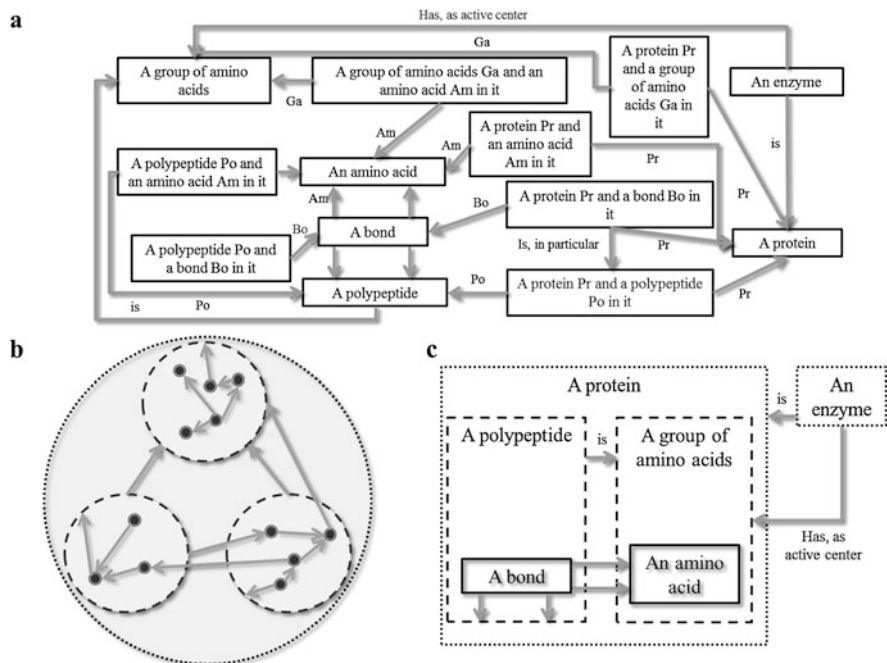 a
Has, as active center
Ga
A group of amino
acids
Ga
A group of amino acids Ga and an
amino acid Am in it
A protein Pr
and a group
of amino
acids Ga in
it
An enzyme
is
Am
Am
A protein Pr and
an amino acid
Am in it
Pr
A polypeptide Po and
an amino acid Am in it
An amino acid
Am
Bo
A protein Pr and a bond Bo in
it
Pr
A bond
Bo
A polypeptide Po and
a bond Bo in it
Is, in particular
Pr
A protein
is
Po
A polypeptide
Po
A protein Pr and a polypeptide
Po in it
Pr
b
c
A protein
An
enzyme
is
A polypeptide
is
A group of
amino acids
Has, as
active center
A bond
An amino
acid